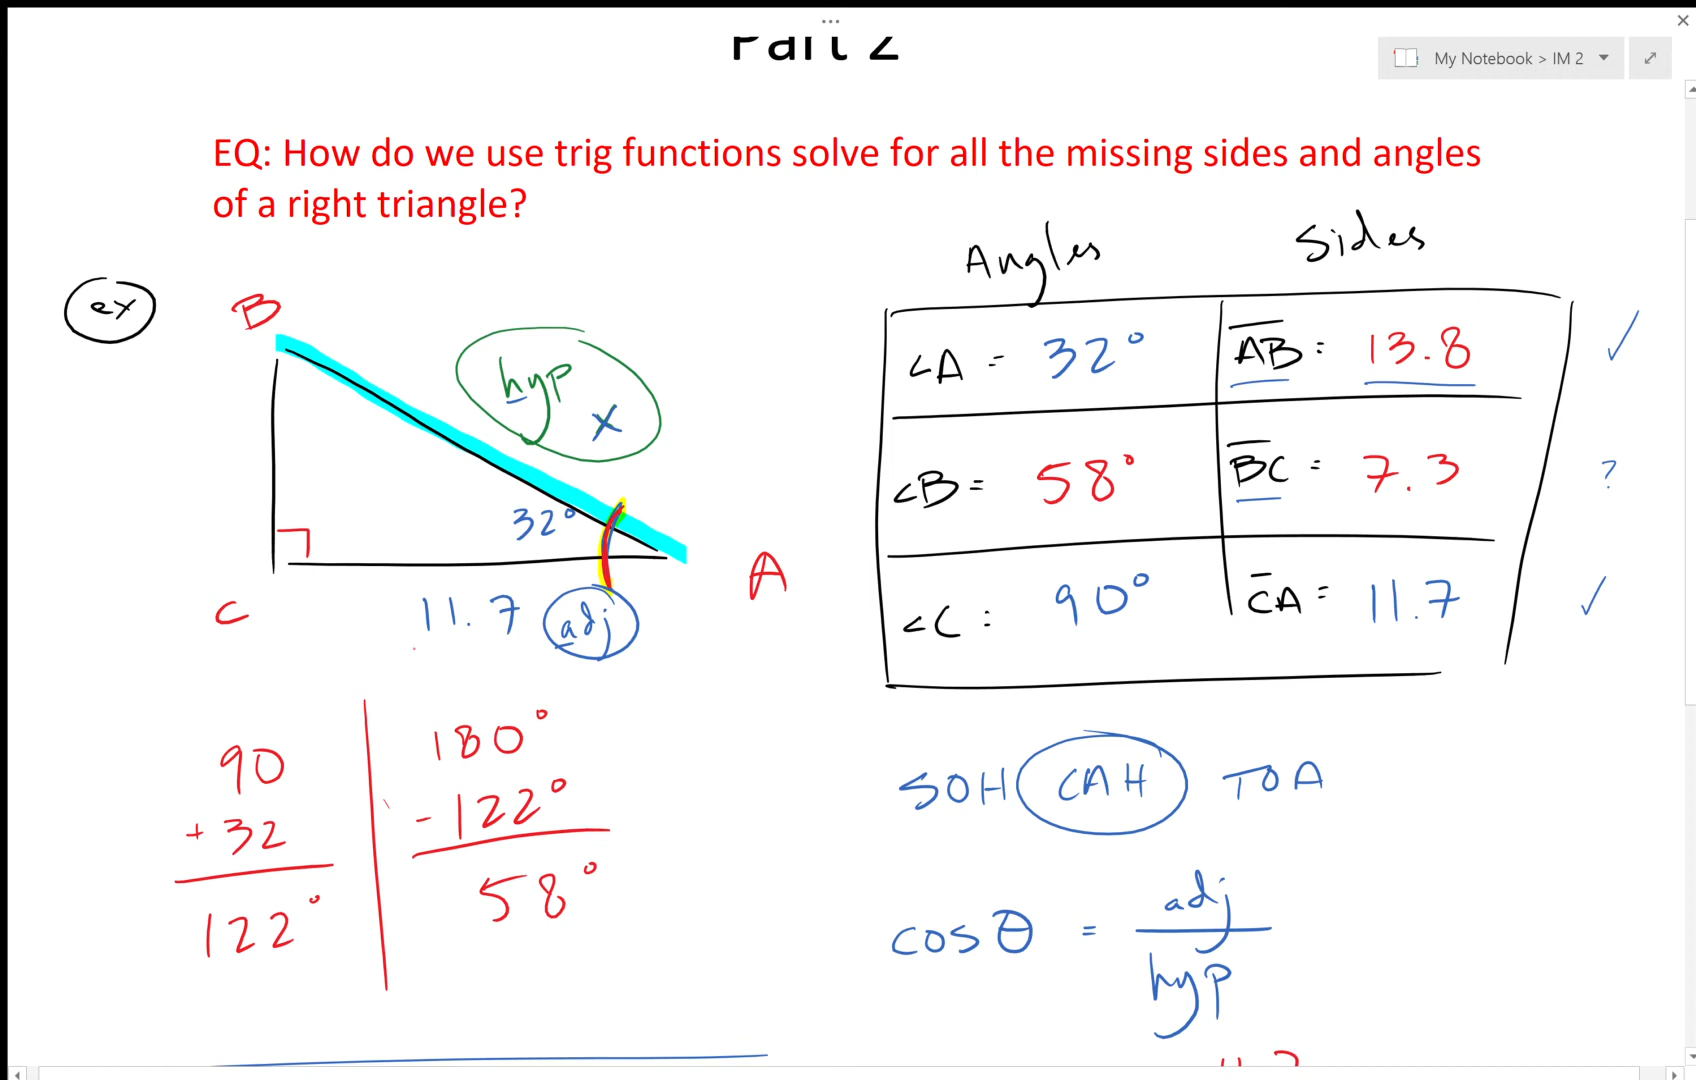 Part 2
My Notebook > IM 2
EQ: How do we use trig functions solve for all the missing sides and angles
of a right triangle?
Angles Sides
ex
B
hyp
x
32°
C
11.7 adj
A
<A = 32° AB: 13.8 ✓
<B = 58° BC = 7.3 ?
<C : 90° CA = 11.7 ✓
90
+ 32
122°
180°
- 122°
58°
SOH CAH TOA
cos θ = adj
hyp